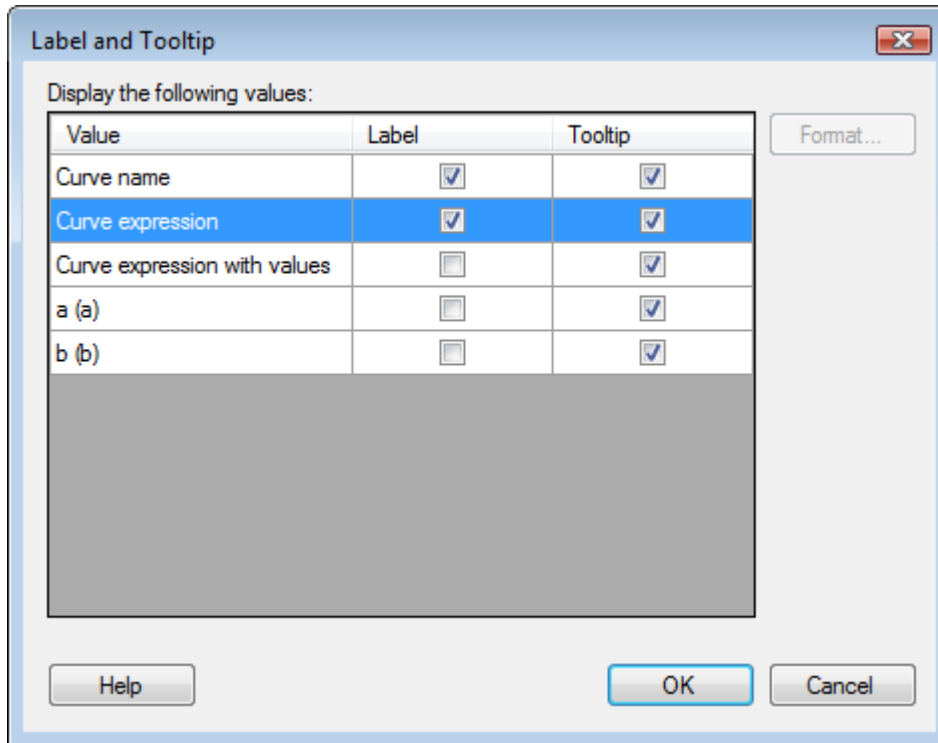 Label and Tooltip
Display the following values:
Value Label Tooltip
Format...
Curve name
Curve expression
Curve expression with values
a (a)
b (b)
Help OK Cancel